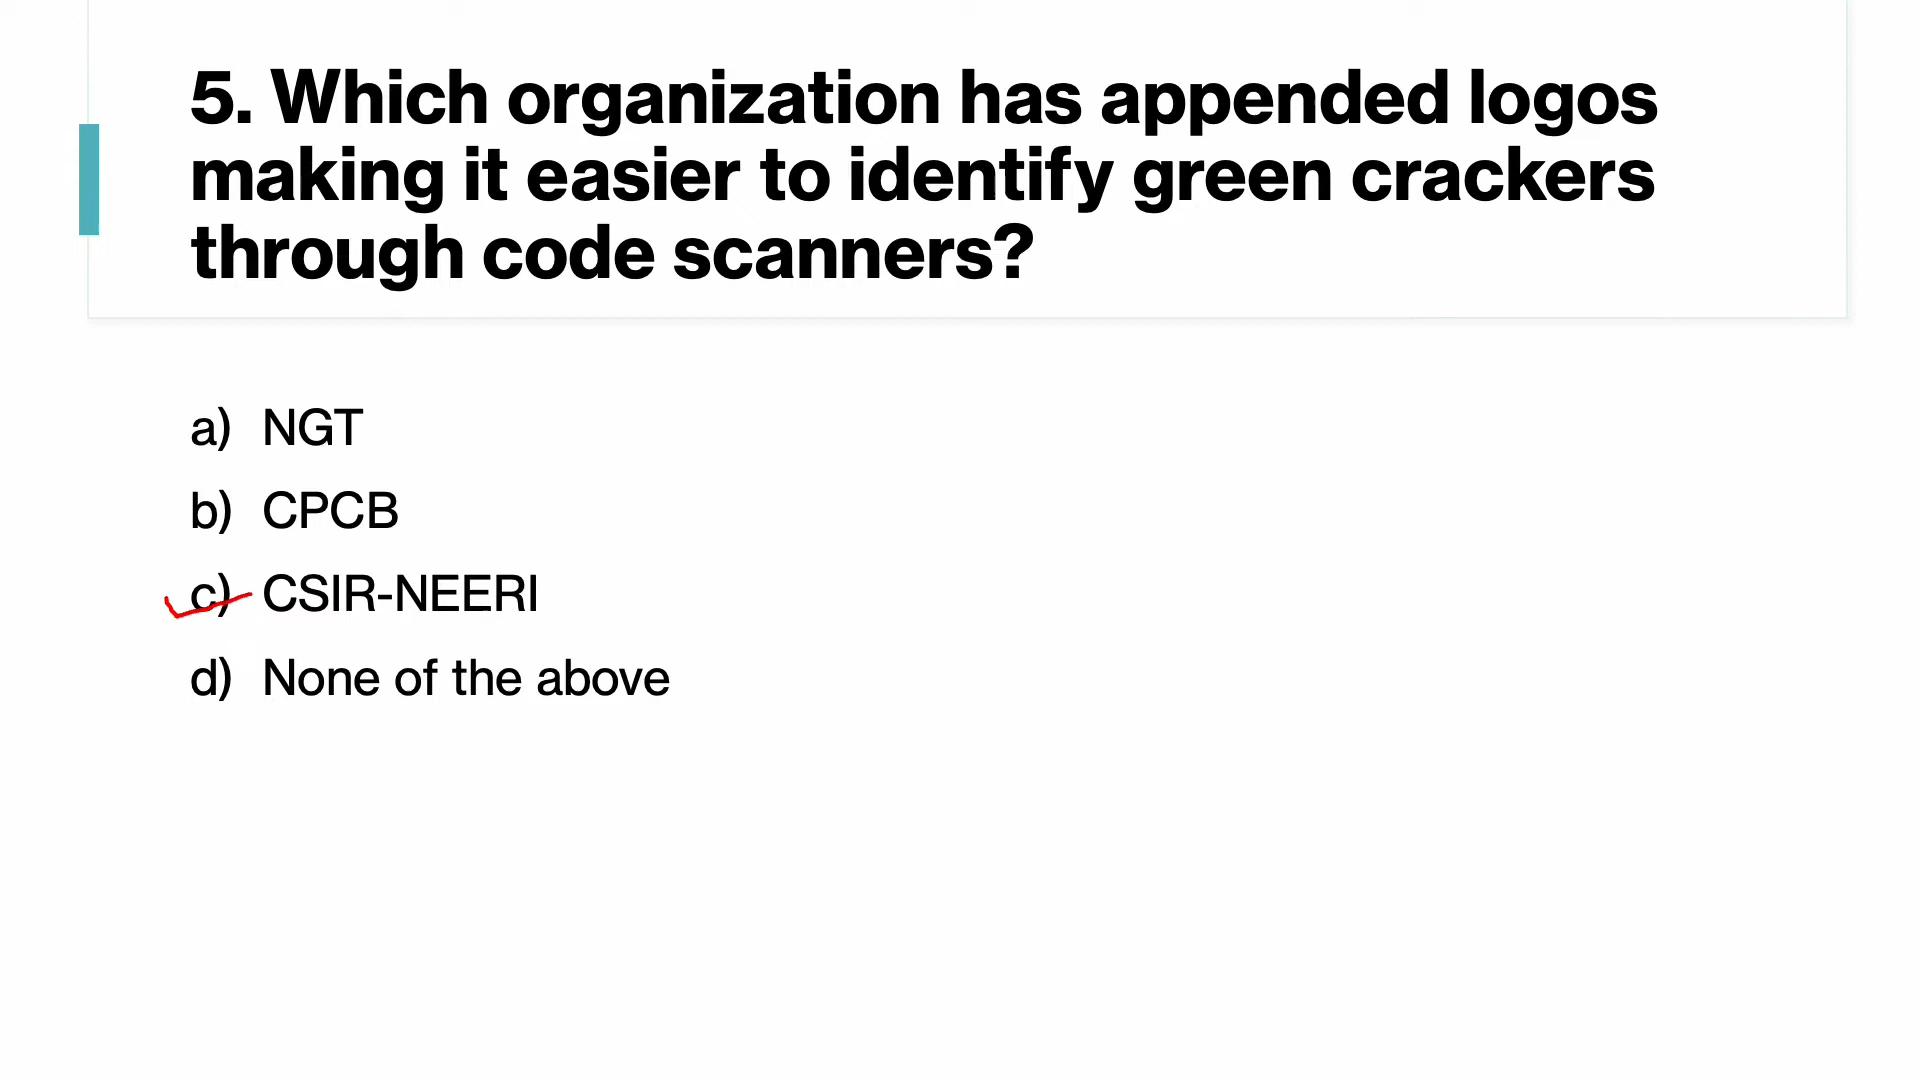 5. Which organization has appended logos
making it easier to identify green crackers
through code scanners?
a) NGT
b) CPCB
c) CSIR-NEERI
d) None of the above